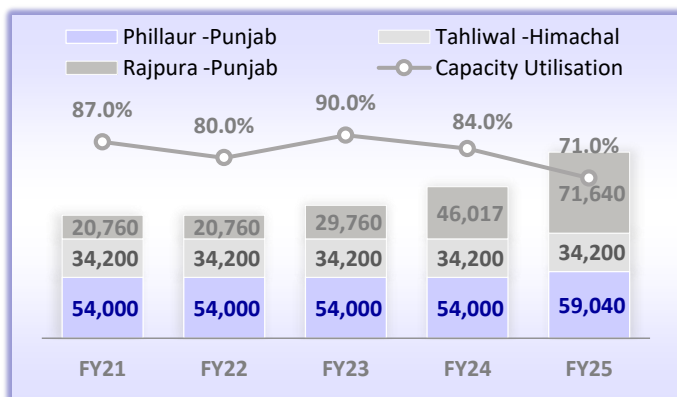 Phillaur -Punjab Tahliwal -Himachal
Rajpura -Punjab Capacity Utilisation
87.0% 80.0% 90.0% 84.0% 71.0%
20,760 20,760 29,760 46,017 71,640
34,200 34,200 34,200 34,200 34,200
54,000 54,000 54,000 54,000 59,040
FY21 FY22 FY23 FY24 FY25